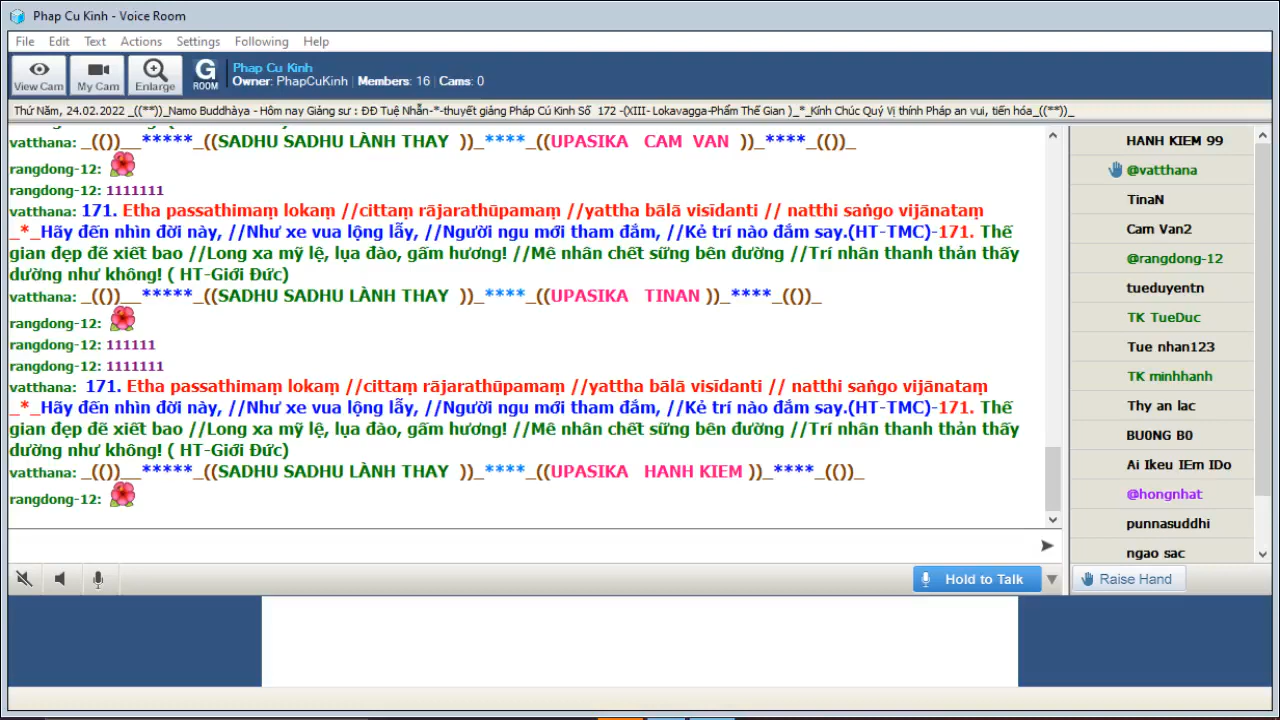 Phap Cu Kinh - Voice Room
File Edit Text Actions Settings Following Help
View Cam My Cam Enlarge G ROOM
Phap Cu Kinh
Owner: PhapCuKinh | Members: 16 | Cams: 0
Thứ Năm, 24.02.2022 _((**))_Namo Buddhàya - Hôm nay Giảng sư : ĐĐ Tuệ Nhẫn-*-thuyết giảng Pháp Cú Kinh Số 172 -(XIII- Lokavagga-Phẩm Thế Gian )_*_Kính Chúc Quý Vị thính Pháp an vui, tiến hóa_((**))_
vatthana: _(())__*****_((SADHU SADHU LÀNH THAY ))_****_((UPASIKA CAM VAN ))_****_(())_
rangdong-12:
rangdong-12: 1111111
vatthana: 171. Etha passathimaṃ lokaṃ //cittaṃ rājarathūpamaṃ //yattha bālā visīdanti // natthi saṅgo vijānataṃ
_*_Hãy đến nhìn đời này, //Như xe vua lộng lẫy, //Người ngu mới tham đắm, //Kẻ trí nào đắm say.(HT-TMC)-171. Thế
gian đẹp đẽ xiết bao //Long xa mỹ lệ, lụa đào, gấm hương! //Mê nhân chết sững bên đường //Trí nhân thanh thản thấy
dường như không! ( HT-Giới Đức)
vatthana: _(())__*****_((SADHU SADHU LÀNH THAY ))_****_((UPASIKA TINAN ))_****_(())_
rangdong-12:
rangdong-12: 111111
rangdong-12: 1111111
vatthana: 171. Etha passathimaṃ lokaṃ //cittaṃ rājarathūpamaṃ //yattha bālā visīdanti // natthi saṅgo vijānataṃ
_*_Hãy đến nhìn đời này, //Như xe vua lộng lẫy, //Người ngu mới tham đắm, //Kẻ trí nào đắm say.(HT-TMC)-171. Thế
gian đẹp đẽ xiết bao //Long xa mỹ lệ, lụa đào, gấm hương! //Mê nhân chết sững bên đường //Trí nhân thanh thản thấy
dường như không! ( HT-Giới Đức)
vatthana: _(())__*****_((SADHU SADHU LÀNH THAY ))_****_((UPASIKA HANH KIEM ))_****_(())_
rangdong-12:
HANH KIEM 99
@vatthana
TinaN
Cam Van2
@rangdong-12
tueduyentn
TK TueDuc
Tue nhan123
TK minhhanh
Thy an lac
BU0NG B0
Ai Ikeu IEm IDo
@hongnhat
punnasuddhi
ngao sac
Hold to Talk
Raise Hand